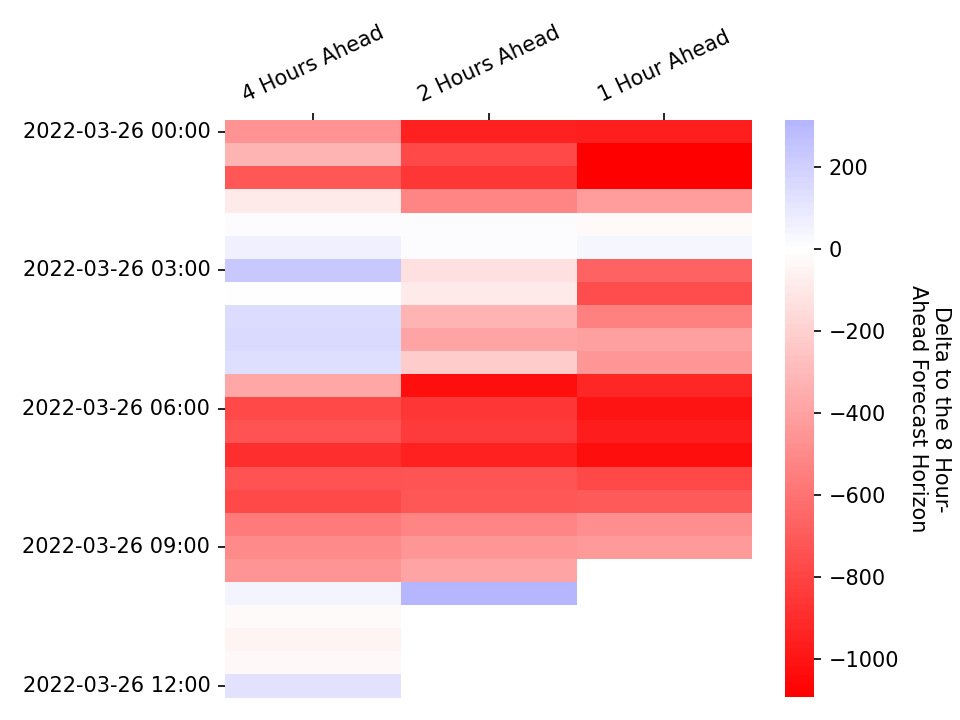 4 Hours Ahead
2 Hours Ahead
1 Hour Ahead
2022-03-26 00:00
2022-03-26 03:00
2022-03-26 06:00
2022-03-26 09:00
2022-03-26 12:00
200
0
−200
−400
−600
−800
−1000
Delta to the 8 Hour-
Ahead Forecast Horizon